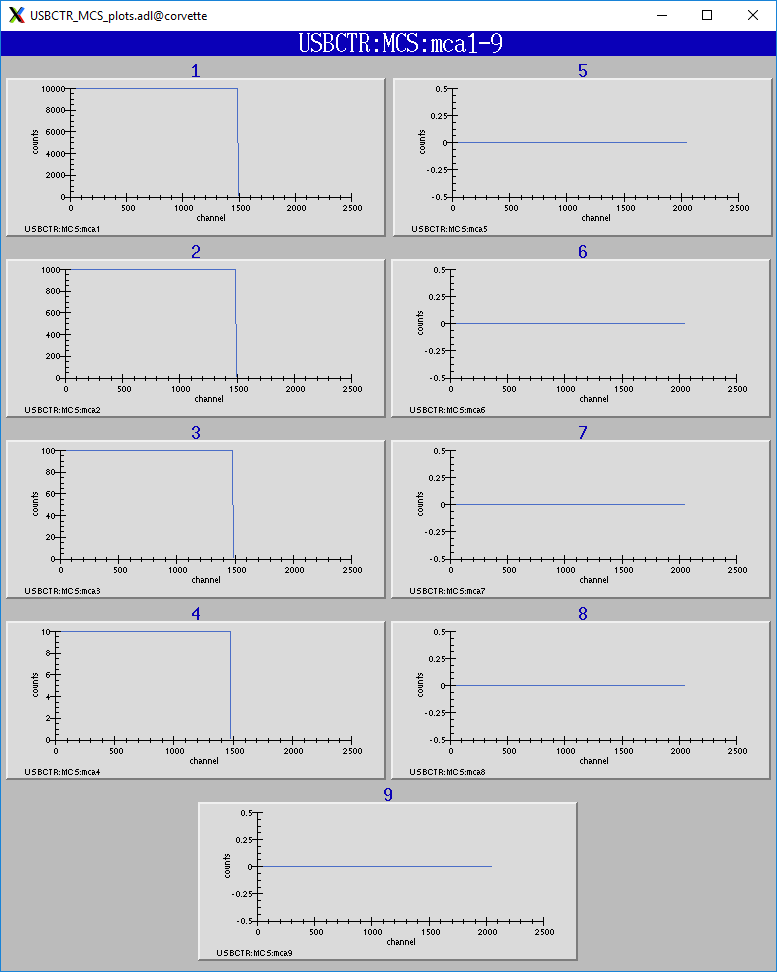 USBCTR_MCS_plots.adl@corvette
USBCTR:MCS:mca1-9
1
10000
8000
6000
4000
2000
0
counts
0 500 1000 1500 2000 2500
channel
USBCTR:MCS:mca1
5
0.5
0.25
0
-0.25
-0.5
counts
0 500 1000 1500 2000 2500
channel
USBCTR:MCS:mca5
2
1000
800
600
400
200
0
counts
0 500 1000 1500 2000 2500
channel
USBCTR:MCS:mca2
6
0.5
0.25
0
-0.25
-0.5
counts
0 500 1000 1500 2000 2500
channel
USBCTR:MCS:mca6
3
100
80
60
40
20
0
counts
0 500 1000 1500 2000 2500
channel
USBCTR:MCS:mca3
7
0.5
0.25
0
-0.25
-0.5
counts
0 500 1000 1500 2000 2500
channel
USBCTR:MCS:mca7
4
10
8
6
4
2
0
counts
0 500 1000 1500 2000 2500
channel
USBCTR:MCS:mca4
8
0.5
0.25
0
-0.25
-0.5
counts
0 500 1000 1500 2000 2500
channel
USBCTR:MCS:mca8
9
0.5
0.25
0
-0.25
-0.5
counts
0 500 1000 1500 2000 2500
channel
USBCTR:MCS:mca9